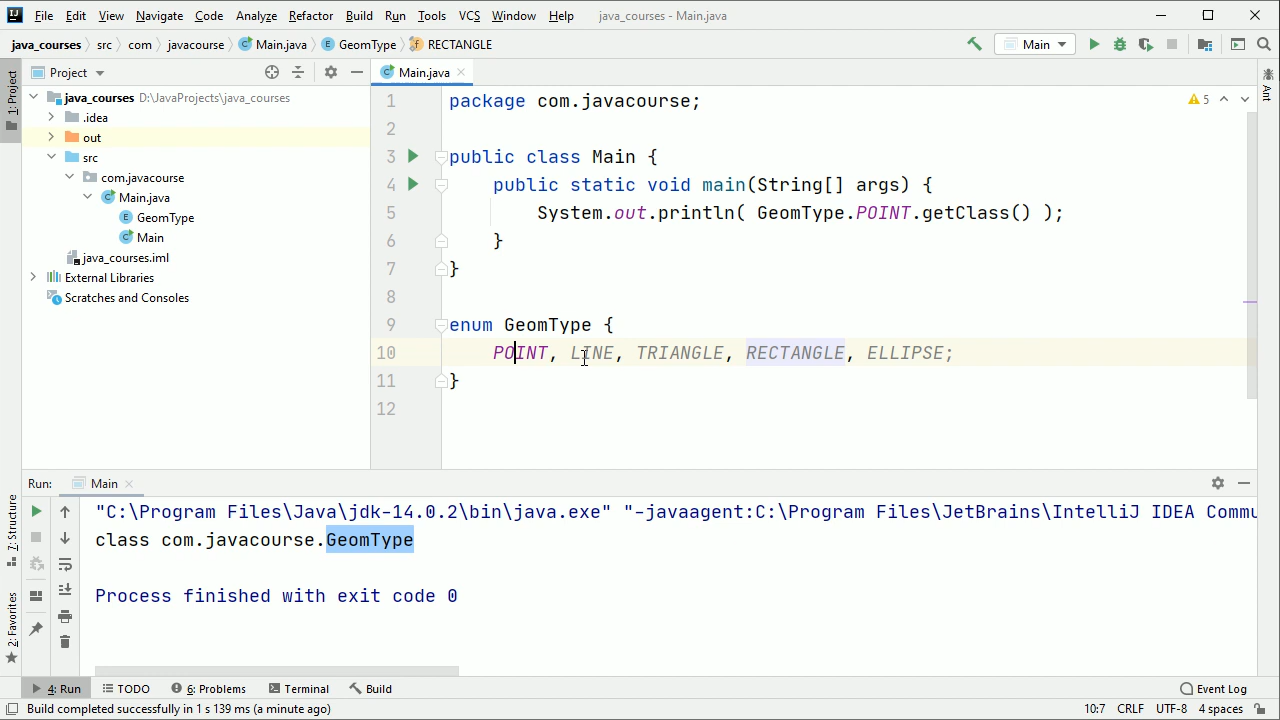 File Edit View Navigate Code Analyze Refactor Build Run Tools VCS Window Help java_courses - Main.java
java_courses src com javacourse Main.java GeomType RECTANGLE Main
1: Project
Project
Main.java
Ant
java_courses D:\JavaProjects\java_courses
.idea
out
src
com.javacourse
Main.java
GeomType
Main
java_courses.iml
External Libraries
Scratches and Consoles
5
1 package com.javacourse;
2
3 public class Main {
4 public static void main(String[] args) {
5 System.out.println( GeomType.POINT.getClass() );
6 }
7 }
8
9 enum GeomType {
10 POINT, LINE, TRIANGLE, RECTANGLE, ELLIPSE;
11 }
12
Run: Main
7: Structure
2: Favorites
"C:\Program Files\Java\jdk-14.0.2\bin\java.exe" "-javaagent:C:\Program Files\JetBrains\IntelliJ IDEA Commu
class com.javacourse.GeomType
Process finished with exit code 0
4: Run TODO 6: Problems Terminal Build Event Log
Build completed successfully in 1 s 139 ms (a minute ago) 10:7 CRLF UTF-8 4 spaces